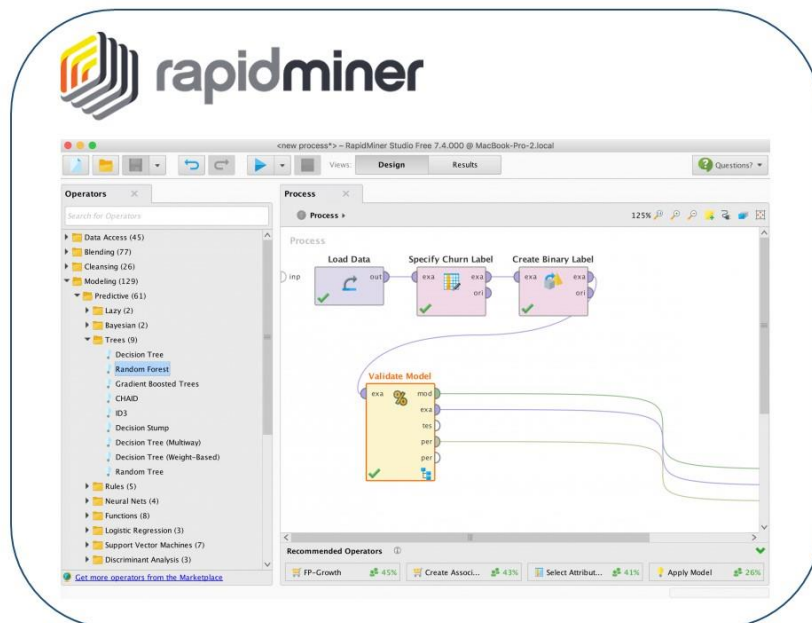 rapidminer
<new process*> – RapidMiner Studio Free 7.4.000 @ MacBook-Pro-2.local
Views: Design Results Questions?
Operators
Search for Operators
Data Access (45)
Blending (77)
Cleansing (26)
Modeling (129)
Predictive (61)
Lazy (2)
Bayesian (2)
Trees (9)
Decision Tree
Random Forest
Gradient Boosted Trees
CHAID
ID3
Decision Stump
Decision Tree (Multiway)
Decision Tree (Weight-Based)
Random Tree
Rules (5)
Neural Nets (4)
Functions (8)
Logistic Regression (3)
Support Vector Machines (7)
Discriminant Analysis (3)
Get more operators from the Marketplace
Process
Process 125%
Process
Load Data Specify Churn Label Create Binary Label
inp out exa exa exa exa
ori ori
Validate Model
exa % mod
exa
tes
per
per
Recommended Operators
FP-Growth 45% Create Associ... 43% Select Attribut... 41% Apply Model 26%